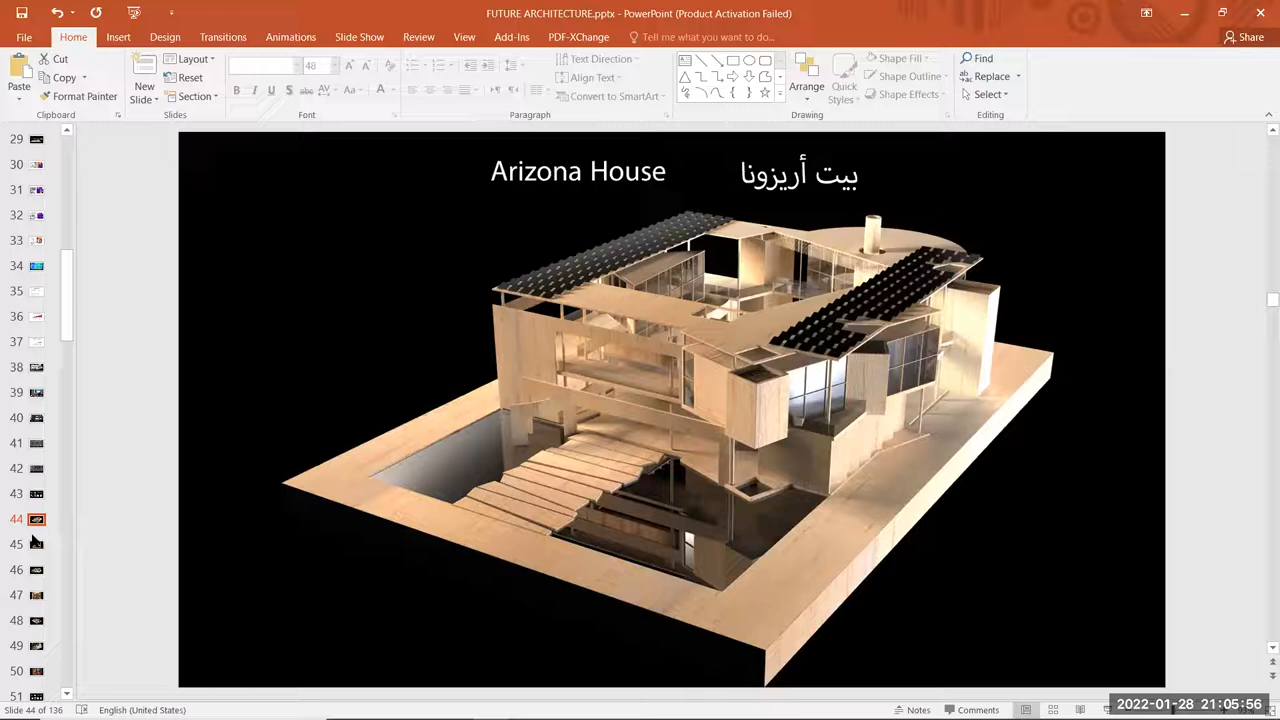 FUTURE ARCHITECTURE.pptx - PowerPoint (Product Activation Failed)
File Home Insert Design Transitions Animations Slide Show Review View Add-Ins PDF-XChange Tell me what you want to do... Share
Paste
Cut
Copy
Format Painter
Clipboard
New Slide
Layout
Reset
Section
Slides
48
B I U S abc AV Aa A
Font
Text Direction
Align Text
Convert to SmartArt
Paragraph
Arrange
Quick Styles
Shape Fill
Shape Outline
Shape Effects
Drawing
Find
Replace
Select
Editing
29
30
31
32
33
34
35
36
37
38
39
40
41
42
43
44
45
46
47
48
49
50
51
Arizona House بيت أريزونا
Slide 44 of 136 English (United States) Notes Comments
2022-01-28 21:05:56